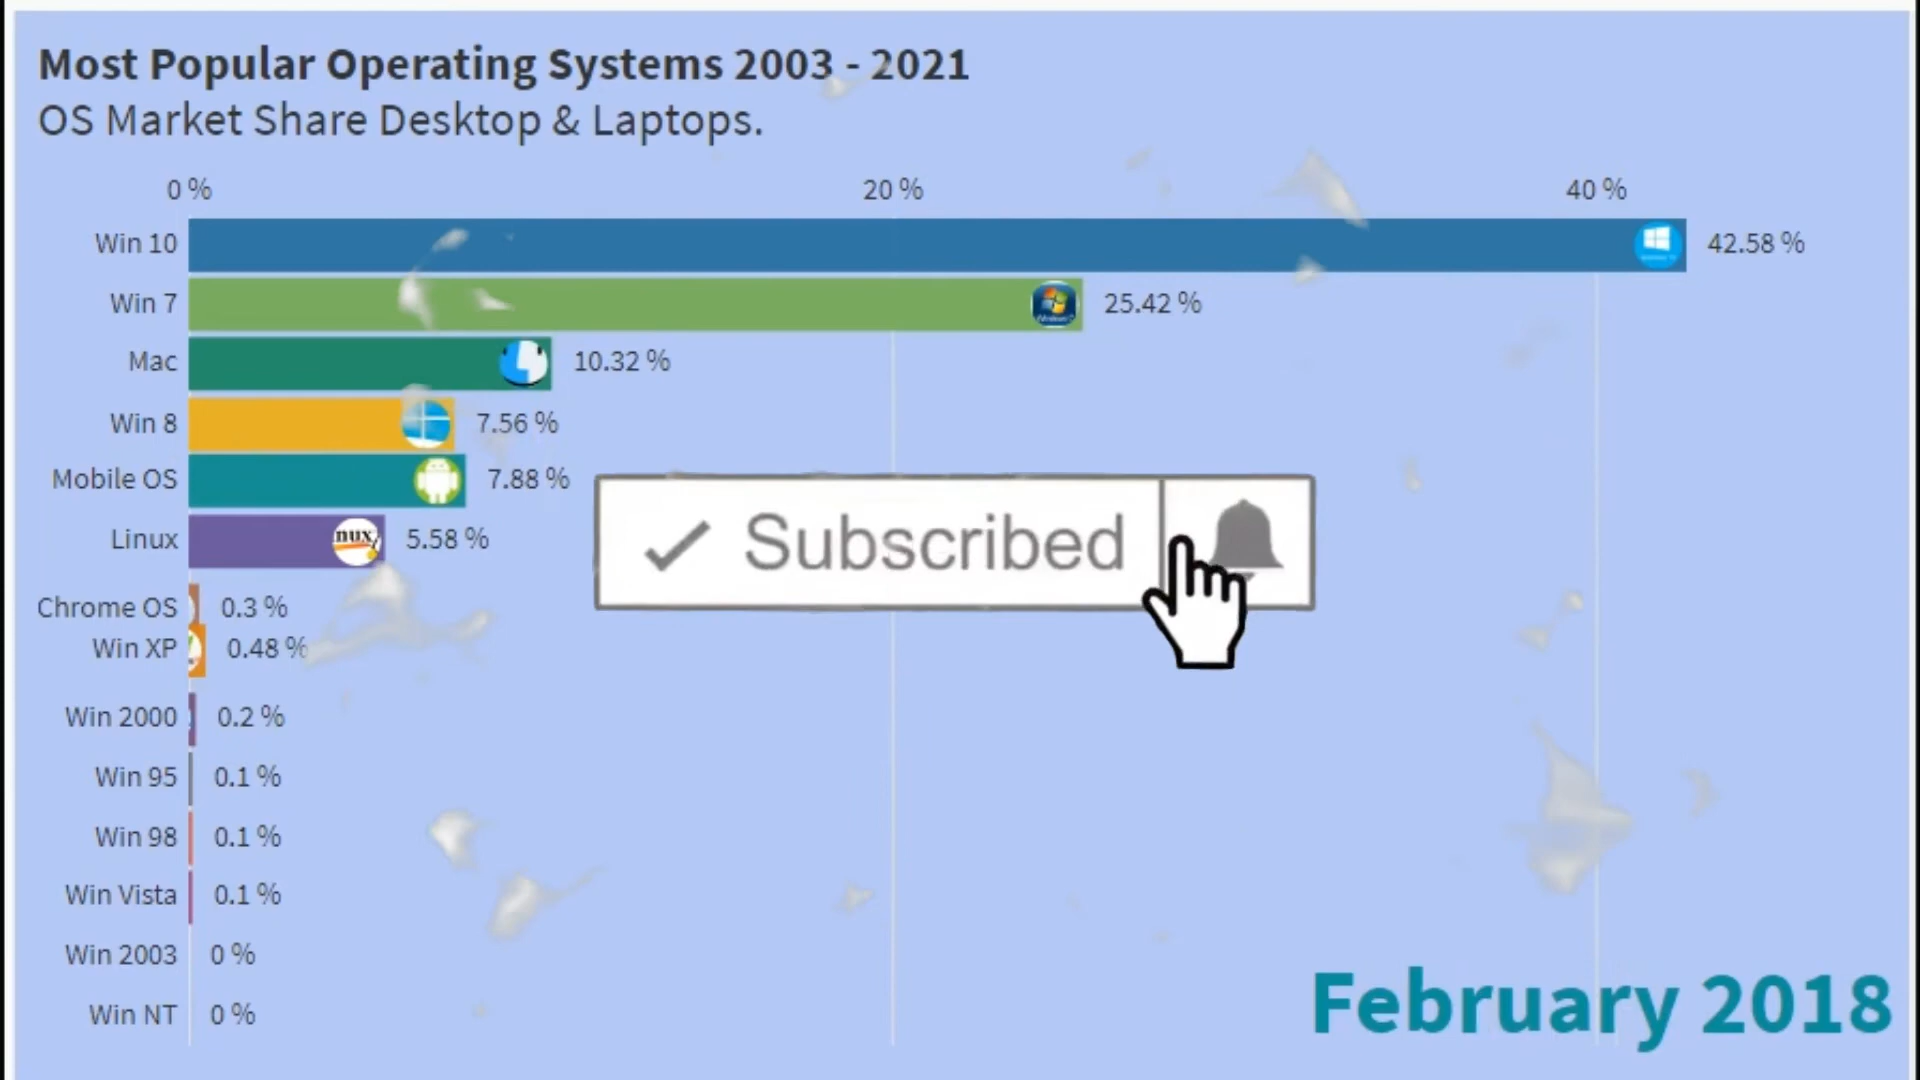 Most Popular Operating Systems 2003 - 2021
OS Market Share Desktop & Laptops.
0 % 20 % 40 %
Win 10 42.58 %
Win 7 25.42 %
Mac 10.32 %
Win 8 7.56 %
Mobile OS 7.88 %
Linux nux 5.58 %
Subscribed
Chrome OS 0.3 %
Win XP 0.48 %
Win 2000 0.2 %
Win 95 0.1 %
Win 98 0.1 %
Win Vista 0.1 %
Win 2003 0 %
Win NT 0 %
February 2018